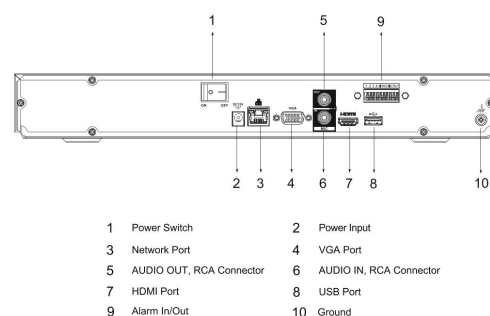 1 5 9
ON OFF
DC12V
VGA
HDMI
2 3 4 6 7 8 10
1 Power Switch 2 Power Input
3 Network Port 4 VGA Port
5 AUDIO OUT, RCA Connector 6 AUDIO IN, RCA Connector
7 HDMI Port 8 USB Port
9 Alarm In/Out 10 Ground